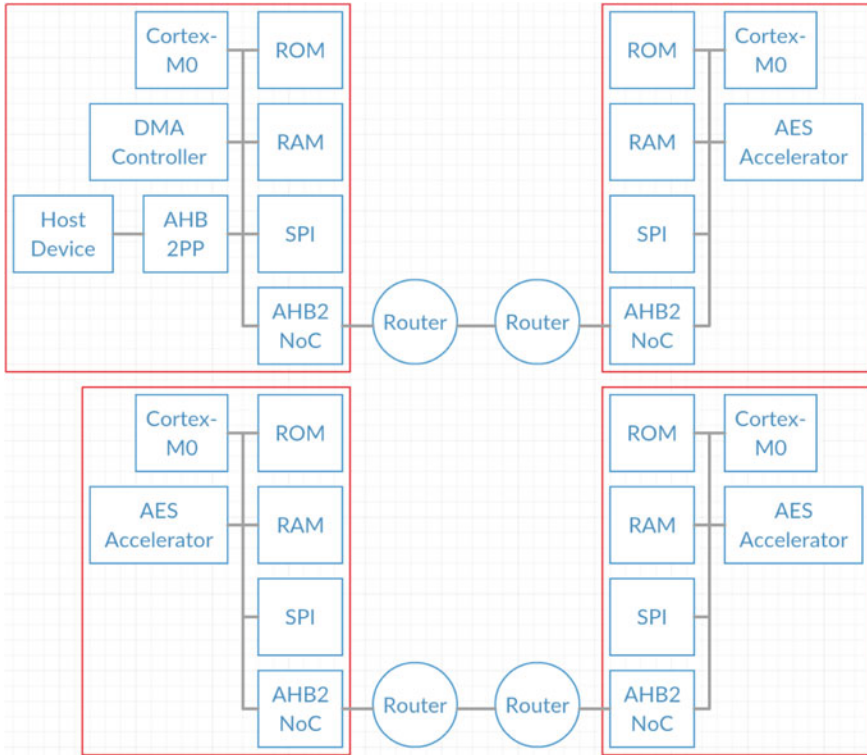 Cortex-
M0
ROM
DMA
Controller
RAM
Host
Device
AHB
2PP
SPI
AHB2
NoC
Router
Router
ROM
Cortex-
M0
RAM
AES
Accelerator
SPI
AHB2
NoC
Cortex-
M0
ROM
AES
Accelerator
RAM
SPI
AHB2
NoC
Router
Router
ROM
Cortex-
M0
RAM
AES
Accelerator
SPI
AHB2
NoC